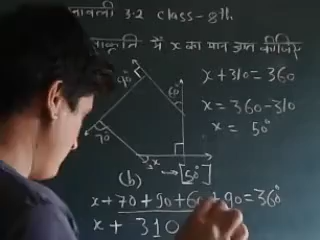 नावली 3.2 class-8th.
आकृति में x का मान ज्ञात कीजिए
90
60
70
x
(b)
→ [50°]
x+310=360
x=360-310
x= 50°
x+70+90+60+90=360°
x+310